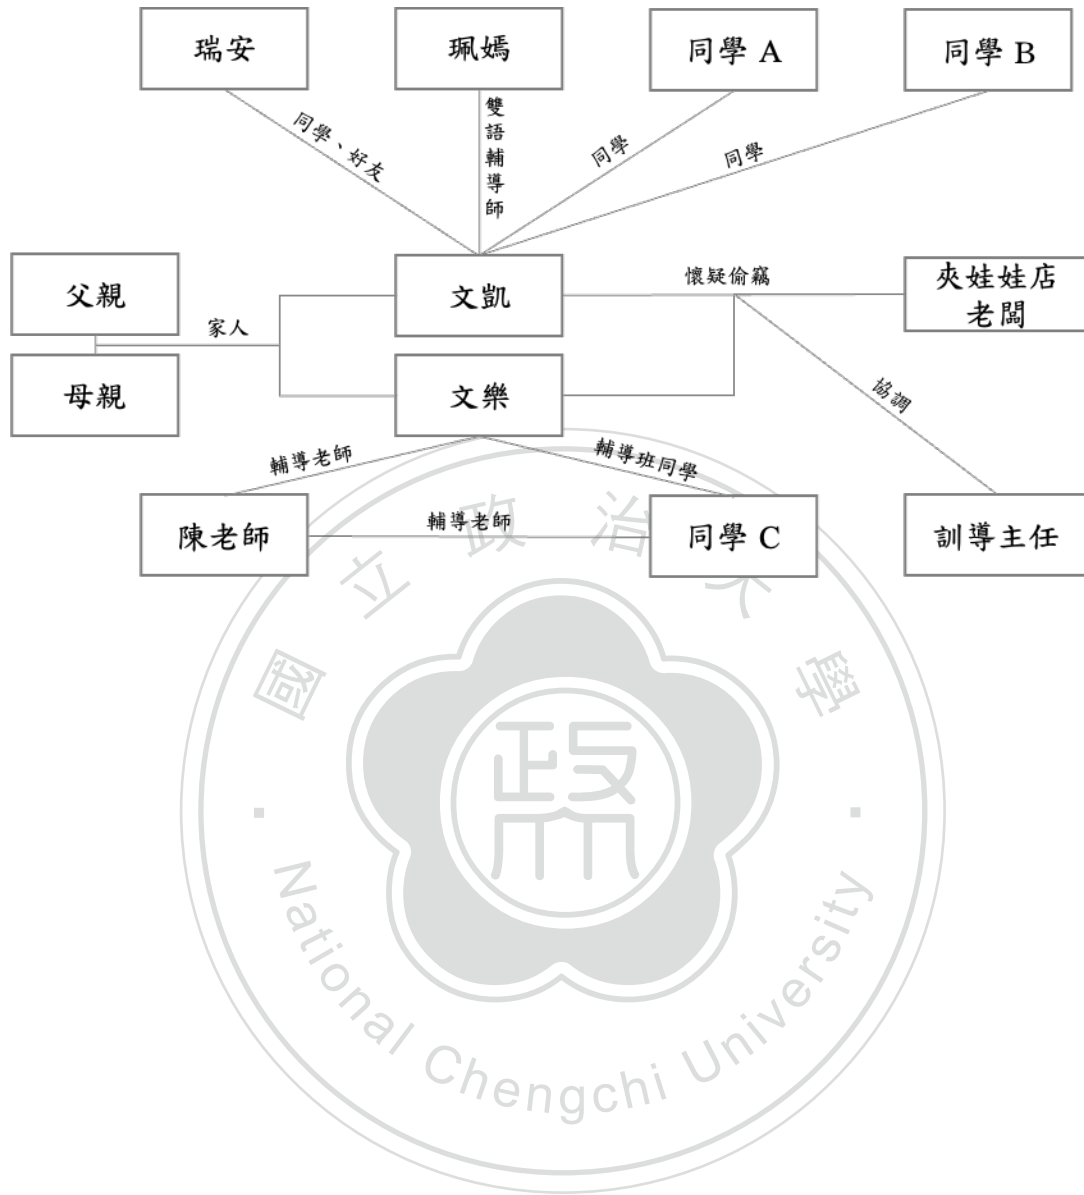 瑞安
珮嫣
同學 A
同學 B
同學、好友
雙語輔導師
同學
同學
父親
母親
家人
文凱
文樂
懷疑偷竊
夾娃娃店
老闆
協調
輔導老師
輔導班同學
陳老師
輔導老師
同學 C
訓導主任
國立政治大學
政
National Chengchi University